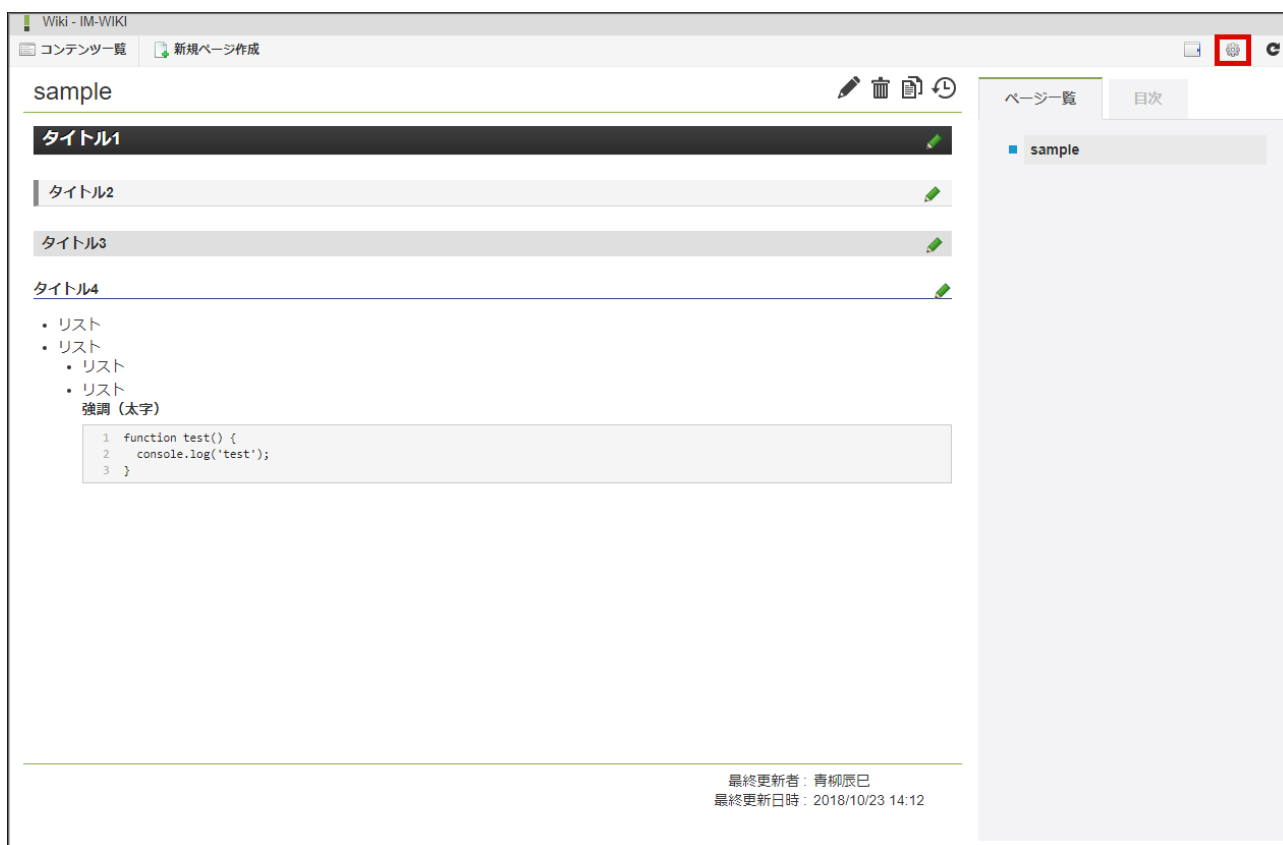 Wiki - IM-WIKI
コンテンツ一覧 新規ページ作成
sample
ページ一覧 目次
タイトル1
sample
タイトル2
タイトル3
タイトル4
• リスト
• リスト
• リスト
• リスト
強調（太字）
1 function test() {
2 console.log('test');
3 }
最終更新者 : 青柳辰巳
最終更新日時 : 2018/10/23 14:12